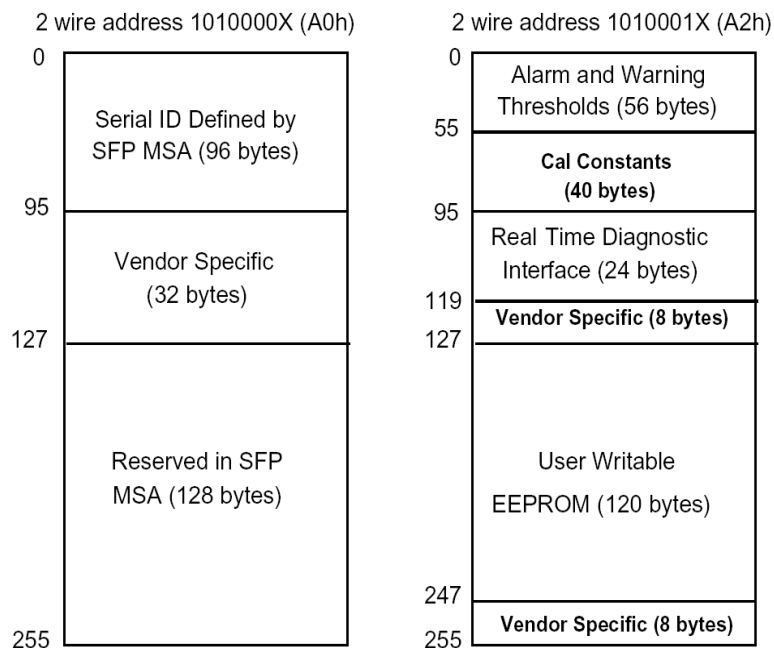 2 wire address 1010000X (A0h)
0
Serial ID Defined by
SFP MSA (96 bytes)
95
Vendor Specific
(32 bytes)
127
Reserved in SFP
MSA (128 bytes)
255
2 wire address 1010001X (A2h)
0
Alarm and Warning
Thresholds (56 bytes)
55
Cal Constants
(40 bytes)
95
Real Time Diagnostic
Interface (24 bytes)
119
Vendor Specific (8 bytes)
127
User Writable
EEPROM (120 bytes)
247
Vendor Specific (8 bytes)
255